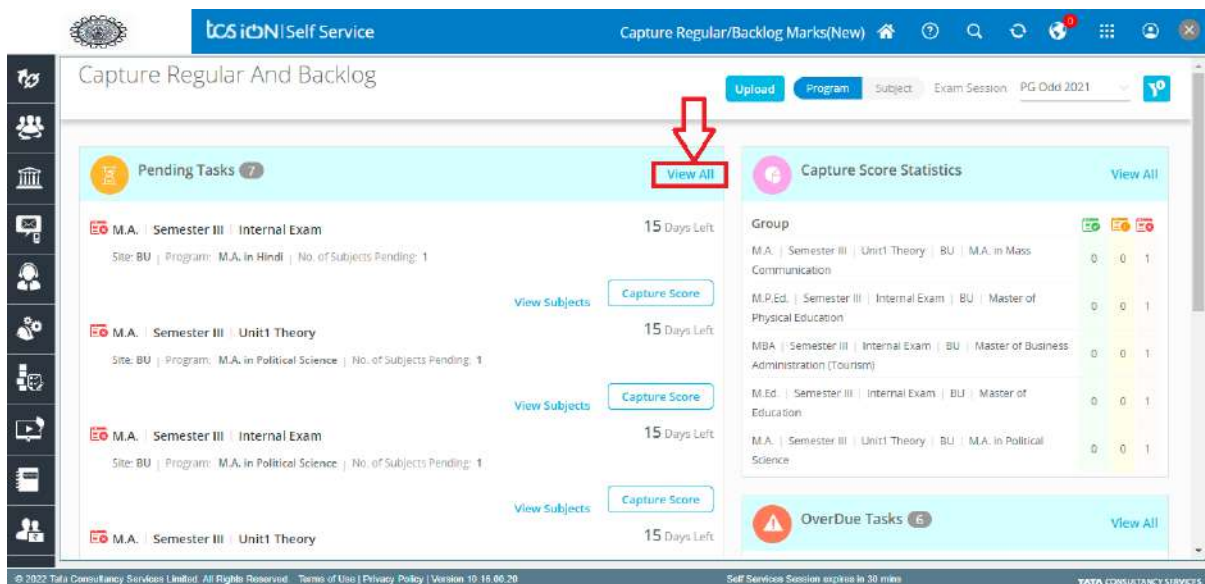 tcs iON | Self Service
Capture Regular/Backlog Marks(New)
0
Capture Regular And Backlog
Upload
Program
Subject
Exam Session
PG Odd 2021
Pending Tasks 7
View All
M.A. | Semester III | Internal Exam
15 Days Left
Site: BU | Program: M.A. in Hindi | No. of Subjects Pending: 1
View Subjects
Capture Score
M.A. | Semester III | Unit1 Theory
15 Days Left
Site: BU | Program: M.A. in Political Science | No. of Subjects Pending: 1
View Subjects
Capture Score
M.A. | Semester III | Internal Exam
15 Days Left
Site: BU | Program: M.A. in Political Science | No. of Subjects Pending: 1
View Subjects
Capture Score
M.A. | Semester III | Unit1 Theory
15 Days Left
Capture Score Statistics
View All
Group
M.A. | Semester III | Unit1 Theory | BU | M.A. in Mass
Communication
0 0 1
M.P.Ed. | Semester III | Internal Exam | BU | Master of
Physical Education
0 0 1
MBA | Semester III | Internal Exam | BU | Master of Business
Administration (Tourism)
0 0 1
M.Ed. | Semester III | Internal Exam | BU | Master of
Education
0 0 1
M.A. | Semester III | Unit1 Theory | BU | M.A. in Political
Science
0 0 1
OverDue Tasks 6
View All
© 2022 Tata Consultancy Services Limited. All Rights Reserved. Terms of Use | Privacy Policy | Version 10.16.00.20
Self Services Session expires in 30 mins
TATA CONSULTANCY SERVICES